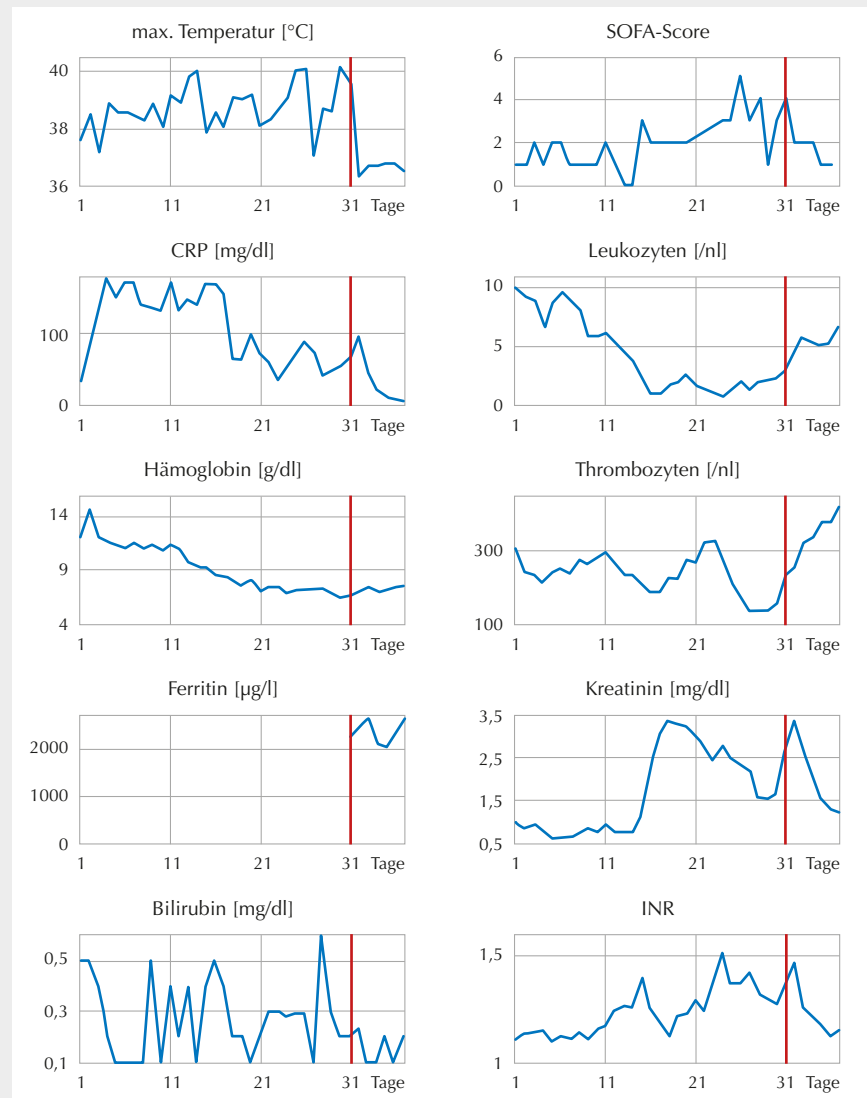 max. Temperatur [°C]
40
38
36
1 11 21 31 Tage
SOFA-Score
6
4
2
0
1 11 21 31 Tage
CRP [mg/dl]
100
0
1 11 21 31 Tage
Leukozyten [/nl]
10
5
0
1 11 21 31 Tage
Hämoglobin [g/dl]
14
9
4
1 11 21 31 Tage
Thrombozyten [/nl]
300
100
1 11 21 31 Tage
Ferritin [µg/l]
2000
1000
0
1 11 21 31 Tage
Kreatinin [mg/dl]
3,5
2,5
1,5
0,5
1 11 21 31 Tage
Bilirubin [mg/dl]
0,5
0,3
0,1
1 11 21 31 Tage
INR
1,5
1
1 11 21 31 Tage